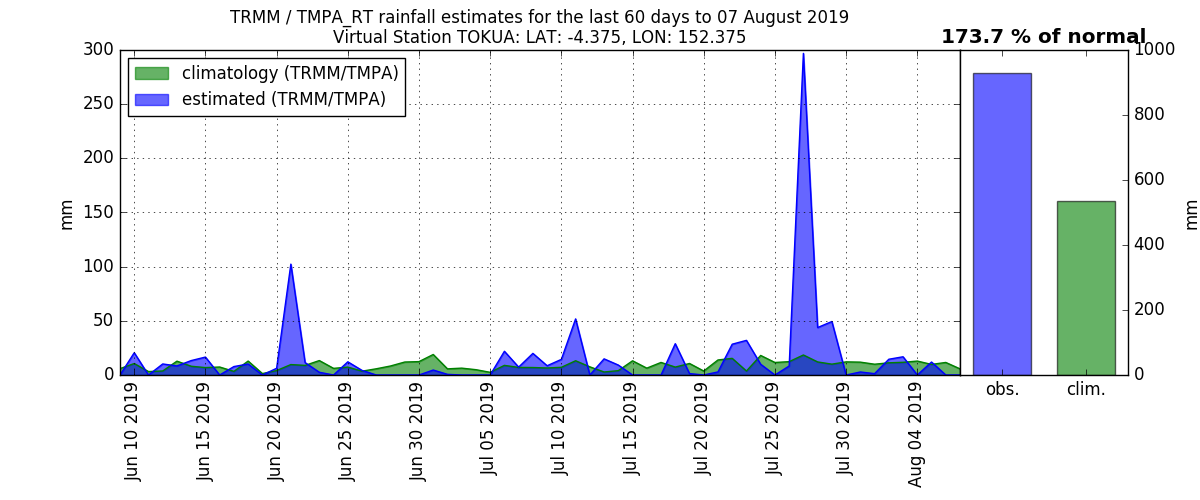 TRMM / TMPA_RT rainfall estimates for the last 60 days to 07 August 2019
Virtual Station TOKUA: LAT: -4.375, LON: 152.375
173.7 % of normal
climatology (TRMM/TMPA)
estimated (TRMM/TMPA)
300
250
200
150
100
50
0
mm
Jun 10 2019
Jun 15 2019
Jun 20 2019
Jun 25 2019
Jun 30 2019
Jul 05 2019
Jul 10 2019
Jul 15 2019
Jul 20 2019
Jul 25 2019
Jul 30 2019
Aug 04 2019
obs.
clim.
1000
800
600
400
200
0
mm